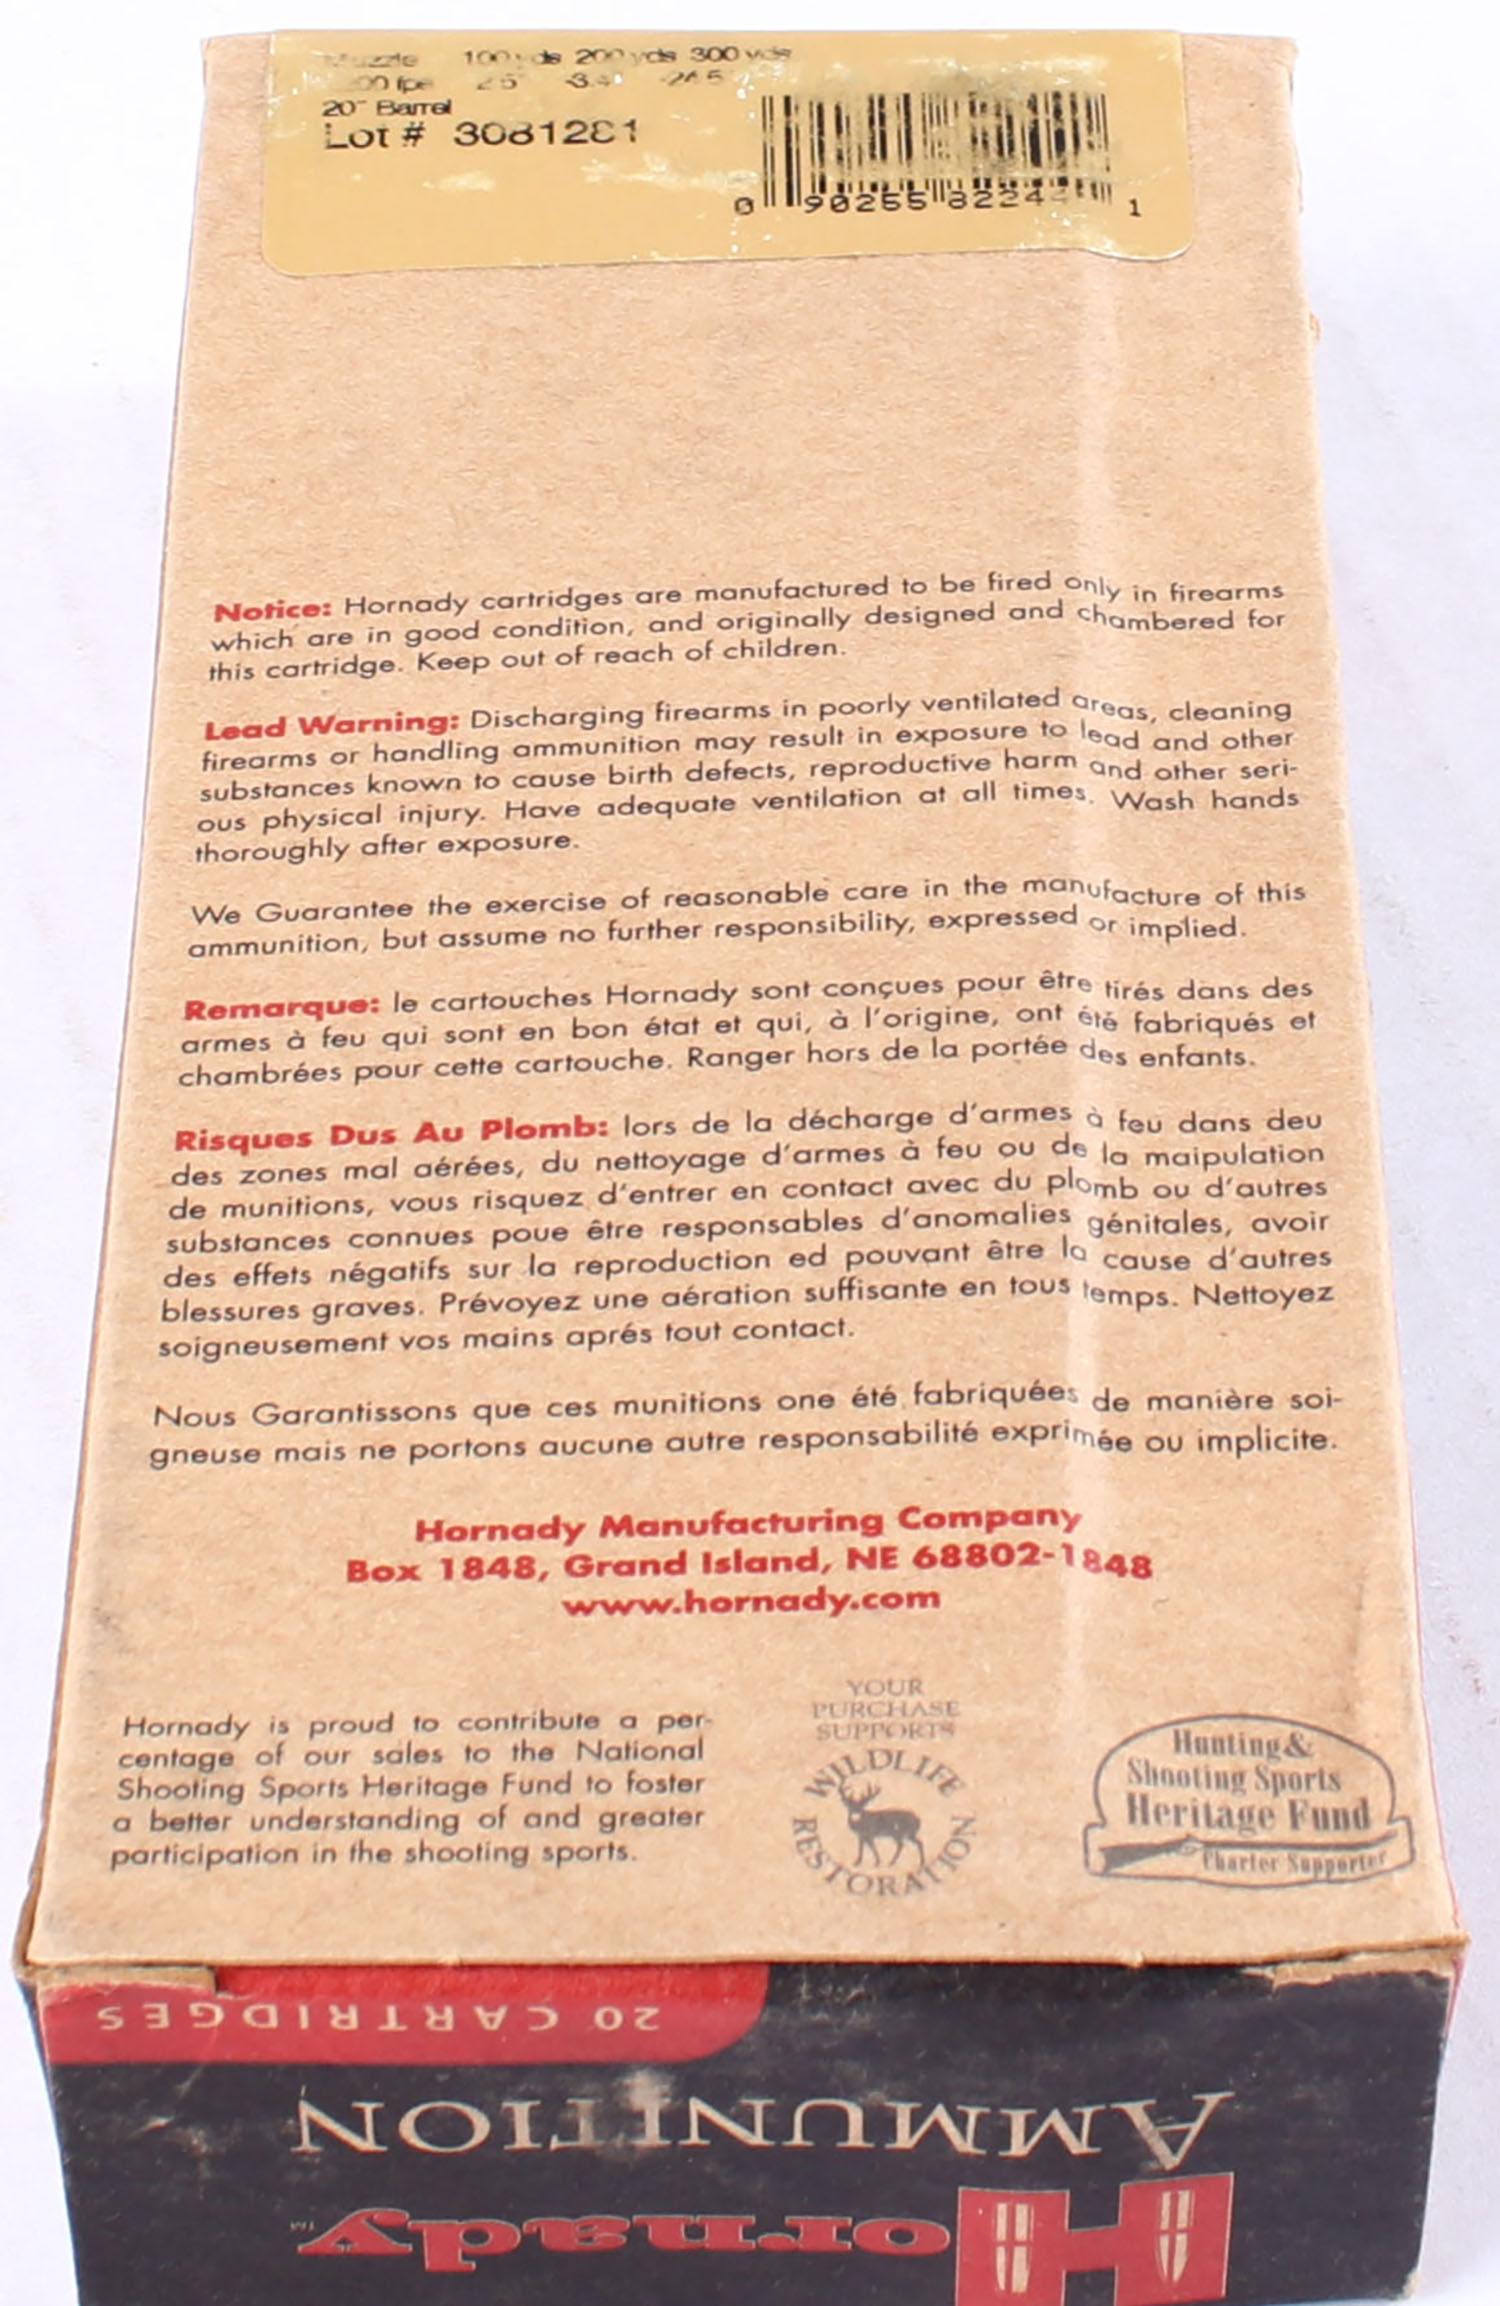 100 yds 200 yds 300 yds
20" Barrel
Lot #
0 90255 1
Notice: Hornady cartridges are manufactured to be fired only in firearms
which are in good condition, and originally designed and chambered for
this cartridge. Keep out of reach of children.
Lead Warning: Discharging firearms in poorly ventilated areas, cleaning
firearms or handling ammunition may result in exposure to lead and other
substances known to cause birth defects, reproductive harm and other seri-
ous physical injury. Have adequate ventilation at all times. Wash hands
thoroughly after exposure.
We Guarantee the exercise of reasonable care in the manufacture of this
ammunition, but assume no further responsibility, expressed or implied.
Remarque: le cartouches Hornady sont conçues pour être tirés dans des
armes à feu qui sont en bon état et qui, à l'origine, ont été fabriqués et
chambrées pour cette cartouche. Ranger hors de la portée des enfants.
Risques Dus Au Plomb: lors de la décharge d'armes à feu dans deu
des zones mal aérées, du nettoyage d'armes à feu ou de la maipulation
de munitions, vous risquez d'entrer en contact avec du plomb ou d'autres
substances connues poue être responsables d'anomalies génitales, avoir
des effets négatifs sur la reproduction ed pouvant être la cause d'autres
blessures graves. Prévoyez une aération suffisante en tous temps. Nettoyez
soigneusement vos mains aprés tout contact.
Nous Garantissons que ces munitions one été fabriquées de manière soi-
gneuse mais ne portons aucune autre responsabilité exprimée ou implicite.
Hornady Manufacturing Company
Box 1848, Grand Island, NE 68802-1848
www.hornady.com
Hornady is proud to contribute a per-
centage of our sales to the National
Shooting Sports Heritage Fund to foster
a better understanding of and greater
participation in the shooting sports.
YOUR
PURCHASE
SUPPORTS
WILDLIFE
RESTORATION
Hunting &
Shooting Sports
Heritage Fund
Charter Supporter
20 CARTRIDGES
AMMUNITION
Hornady™